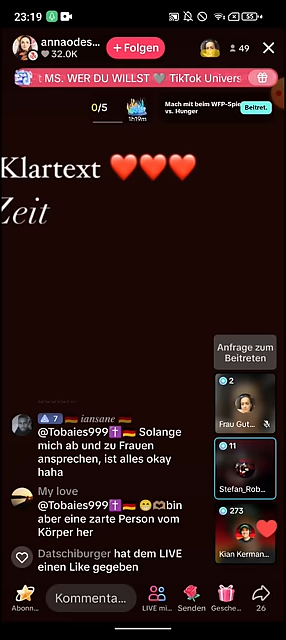 23:19
55
annaodes...
32.0K
+ Folgen
49
MS. WER DU WILLST 🩶 TikTok Univers
0/5
1h19m
Mach mit beim WFP-Spie
vs. Hunger
Beitret.
Klartext ❤️❤️❤️
Zeit
Anfrage zum
Beitreten
2
Frau Gut...
11
Stefan_Rob...
273
Kian Kerman...
7 🇩🇪 iansane 🇩🇪
@Tobaies999✝️🇩🇪 Solange
mich ab und zu Frauen
ansprechen, ist alles okay
haha
My love
@Tobaies999✝️🇩🇪 😁🫶🏽bin
aber eine zarte Person vom
Körper her
Datschiburger hat dem LIVE
einen Like gegeben
Abonn...
Kommenta...
LIVE mi...
Senden
Gesche...
26